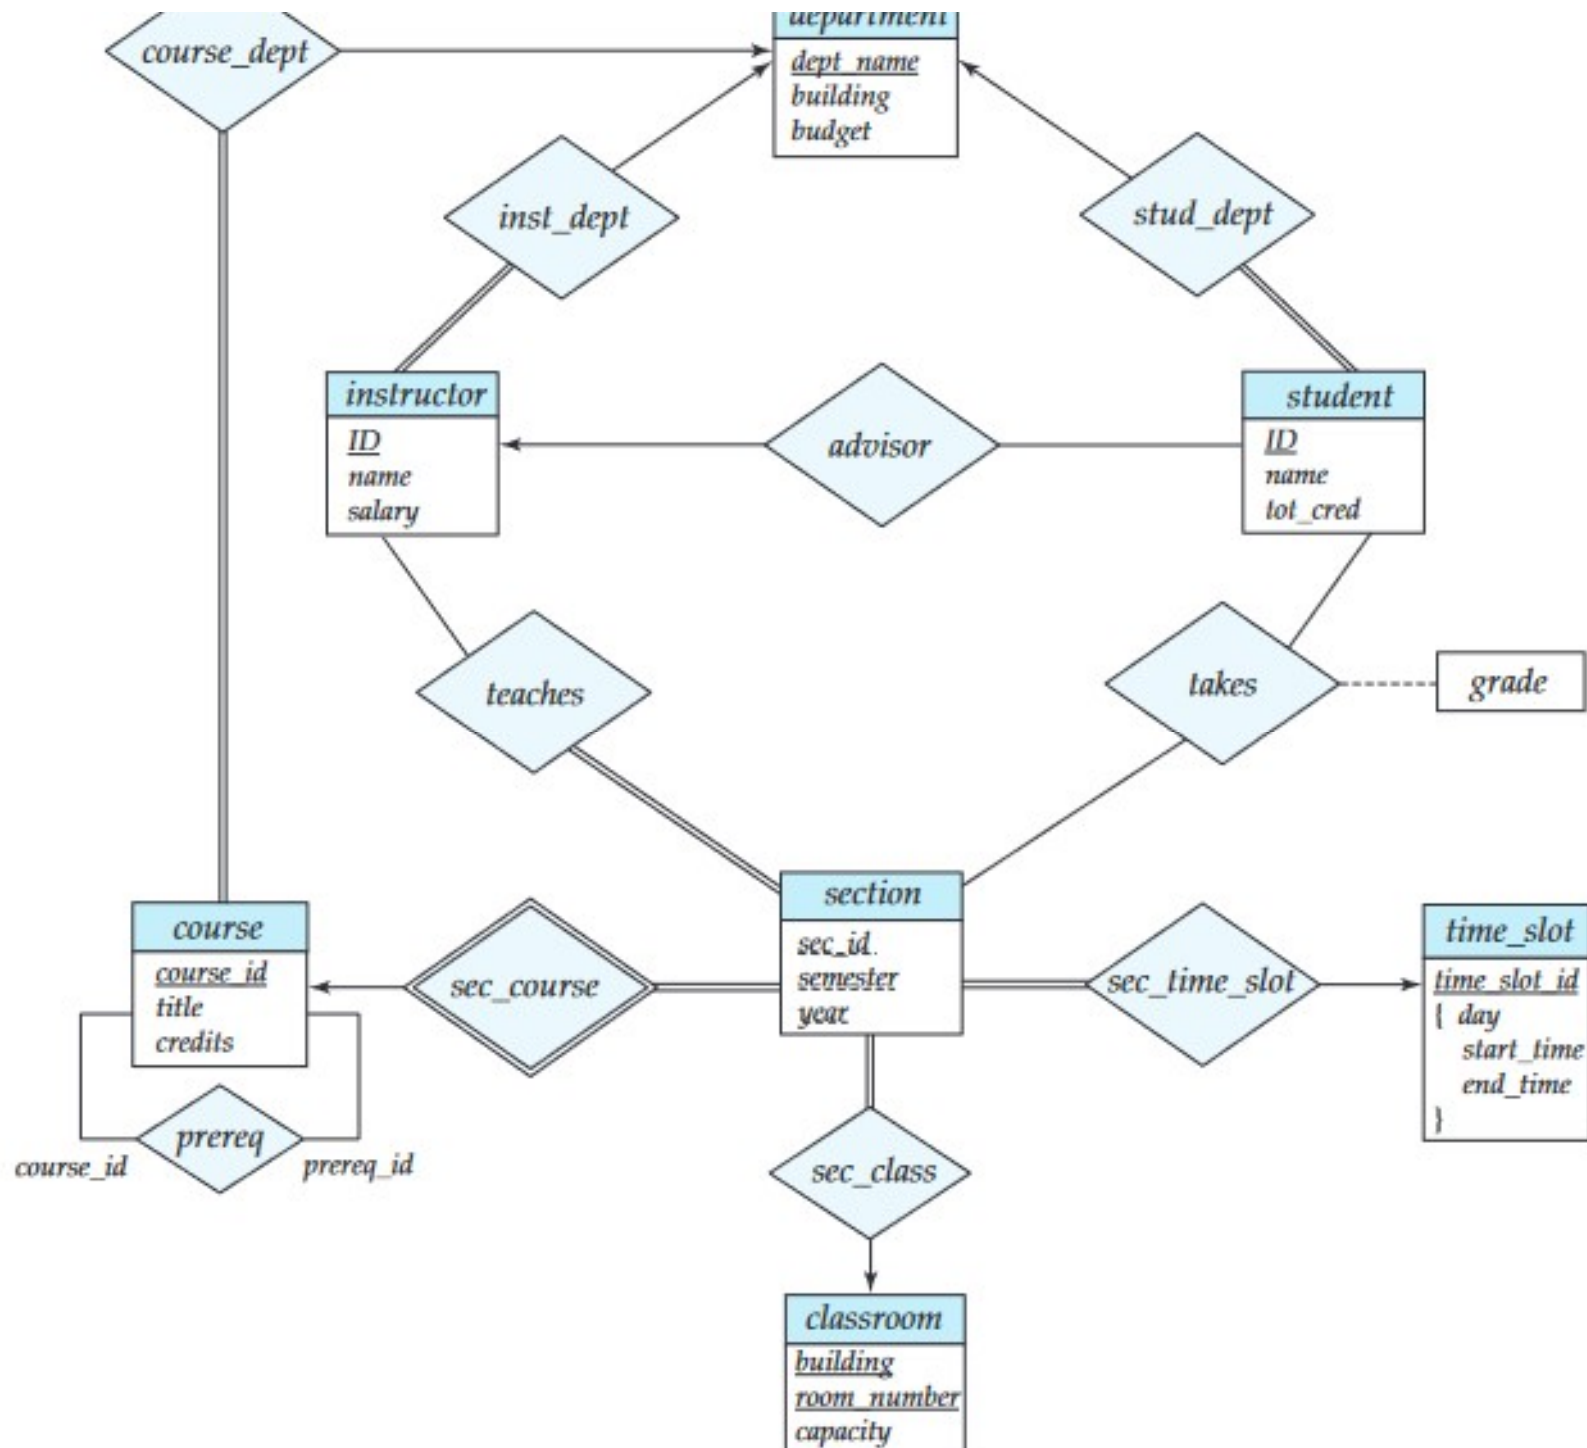 department
course_dept
dept_name
building
budget
inst_dept
stud_dept
instructor
ID
name
salary
advisor
student
ID
name
tot_cred
teaches
takes
grade
course
course_id
title
credits
sec_course
section
sec_id
semester
year
sec_time_slot
time_slot
time_slot_id
{ day
start_time
end_time
}
prereq
course_id
prereq_id
sec_class
classroom
building
room_number
capacity